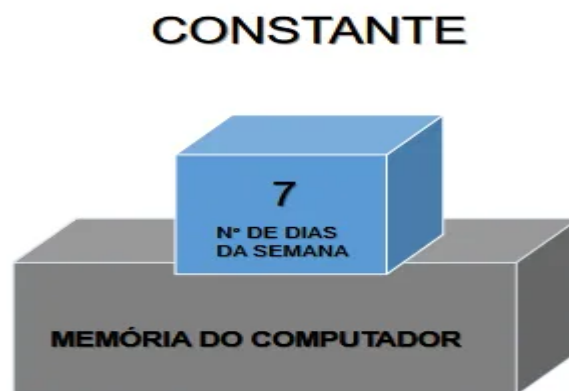 CONSTANTE
7
Nº DE DIAS
DA SEMANA
MEMÓRIA DO COMPUTADOR